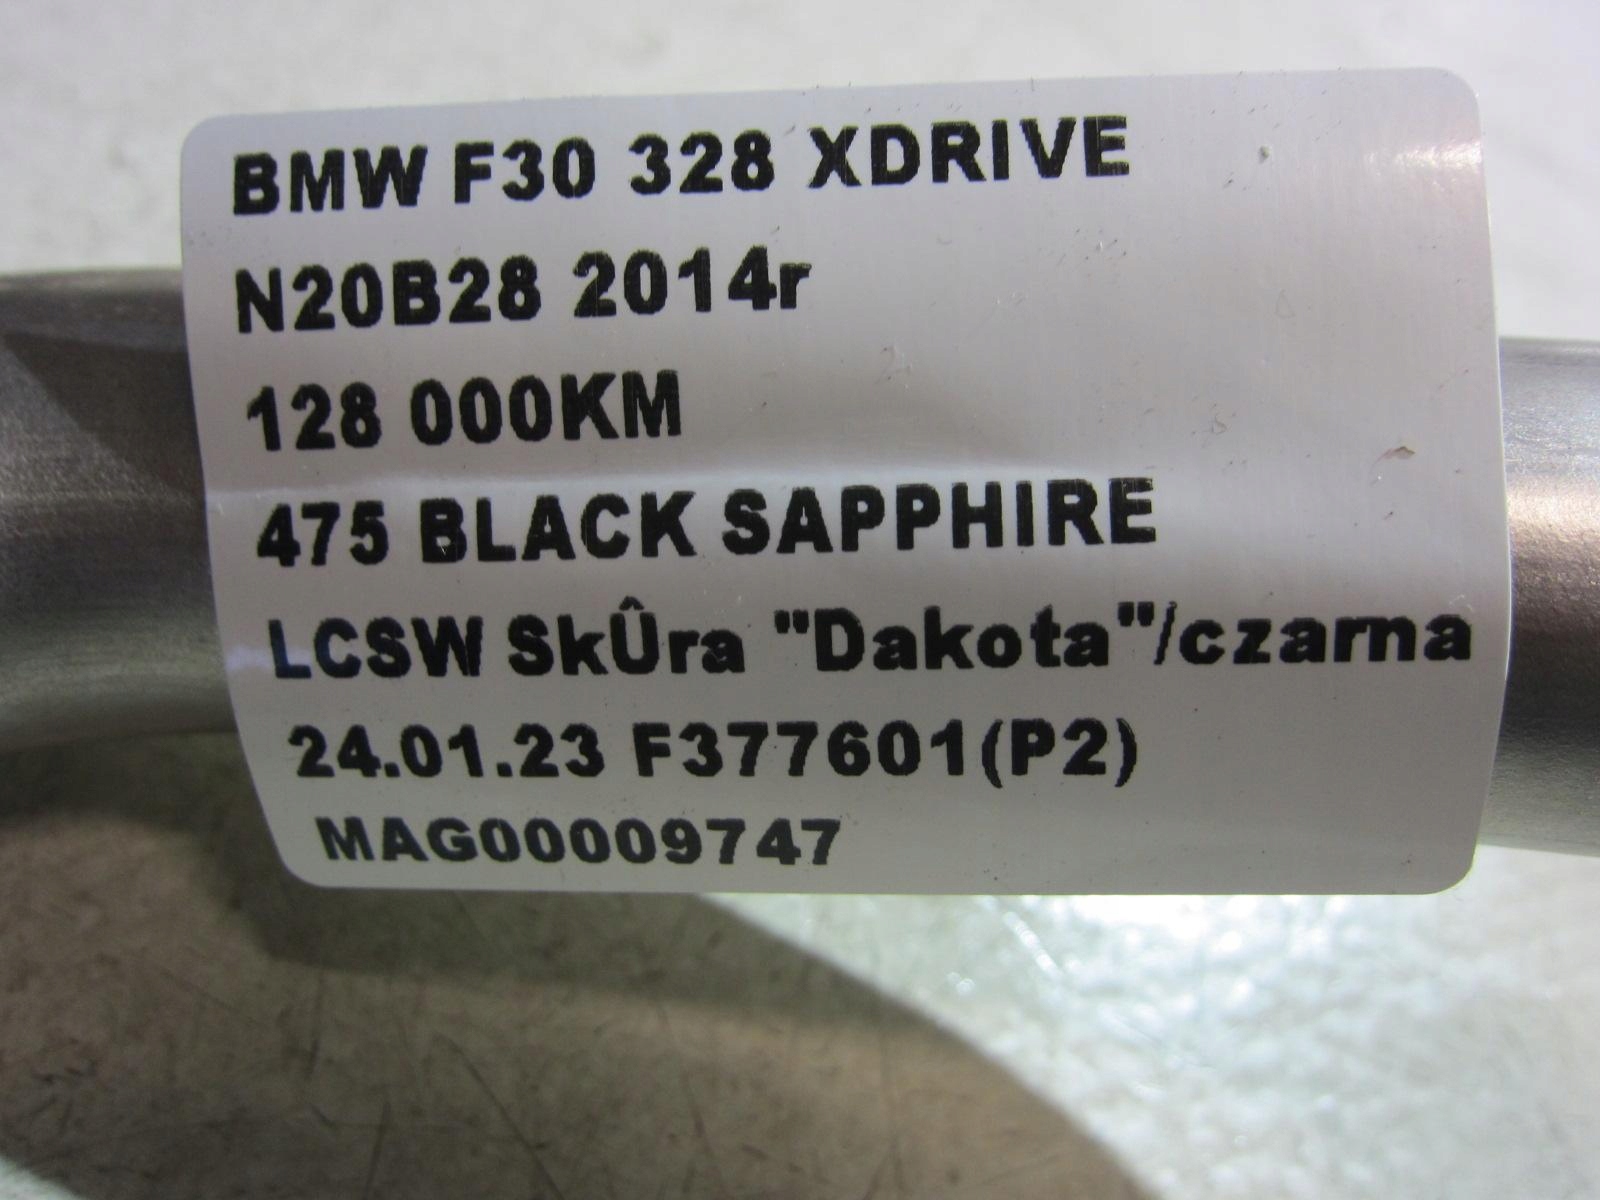 BMW F30 328 XDRIVE
N20B28 2014r
128 000KM
475 BLACK SAPPHIRE
LCSW SkÛra "Dakota"/czarna
24.01.23 F377601(P2)
MAG00009747